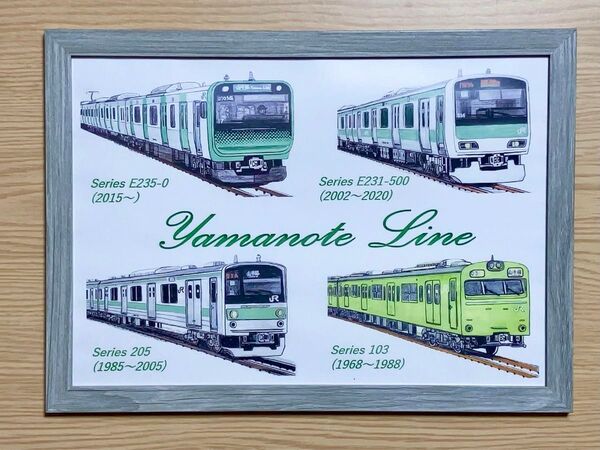 Series E235-0
(2015～)
Series E231-500
(2002～2020)
Yamanote Line
JR
Series 205
(1985～2005)
Series 103
(1968～1988)